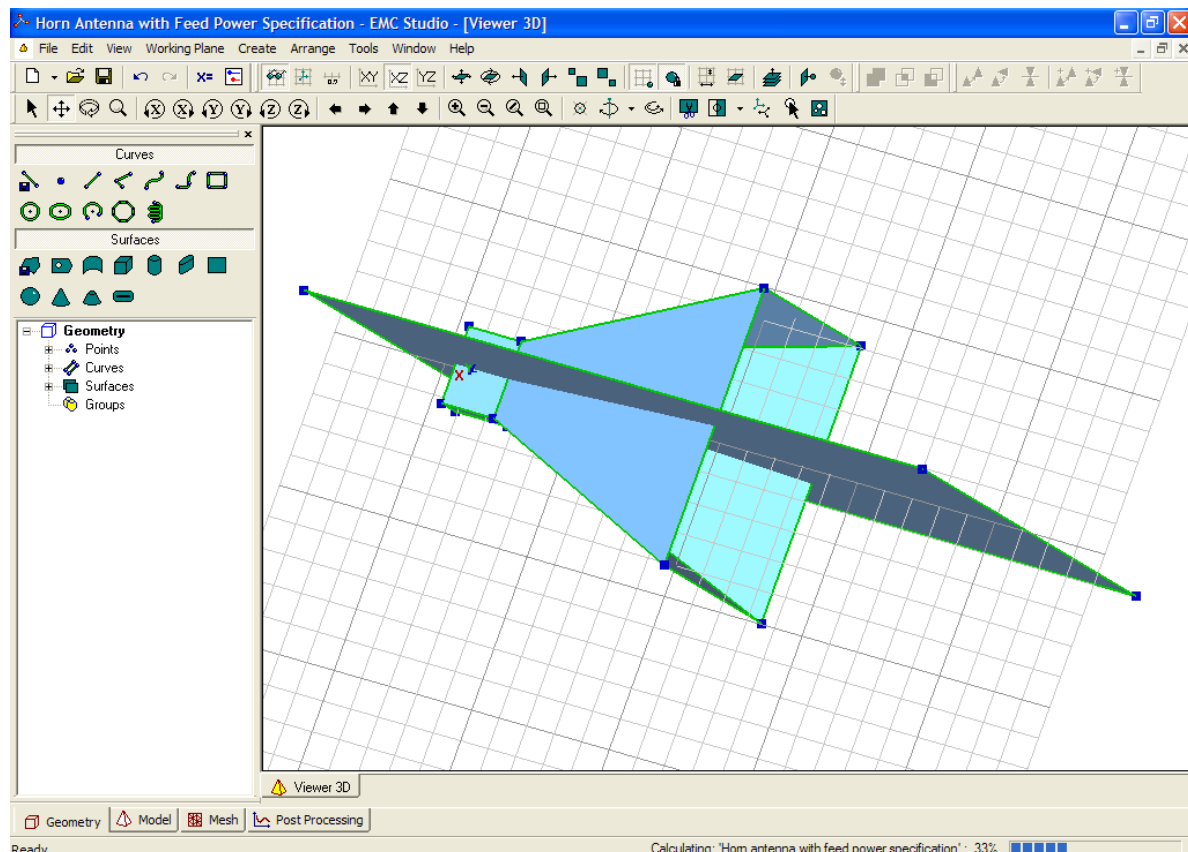 Horn Antenna with Feed Power Specification - EMC Studio - [Viewer 3D]
File Edit View Working Plane Create Arrange Tools Window Help
X= XY XZ YZ
X X Y Y Z Z
Curves
Surfaces
Geometry
Points
Curves
Surfaces
Groups
X
Viewer 3D
Geometry Model Mesh Post Processing
Ready Calculating: 'Horn antenna with feed power specification' : 33%